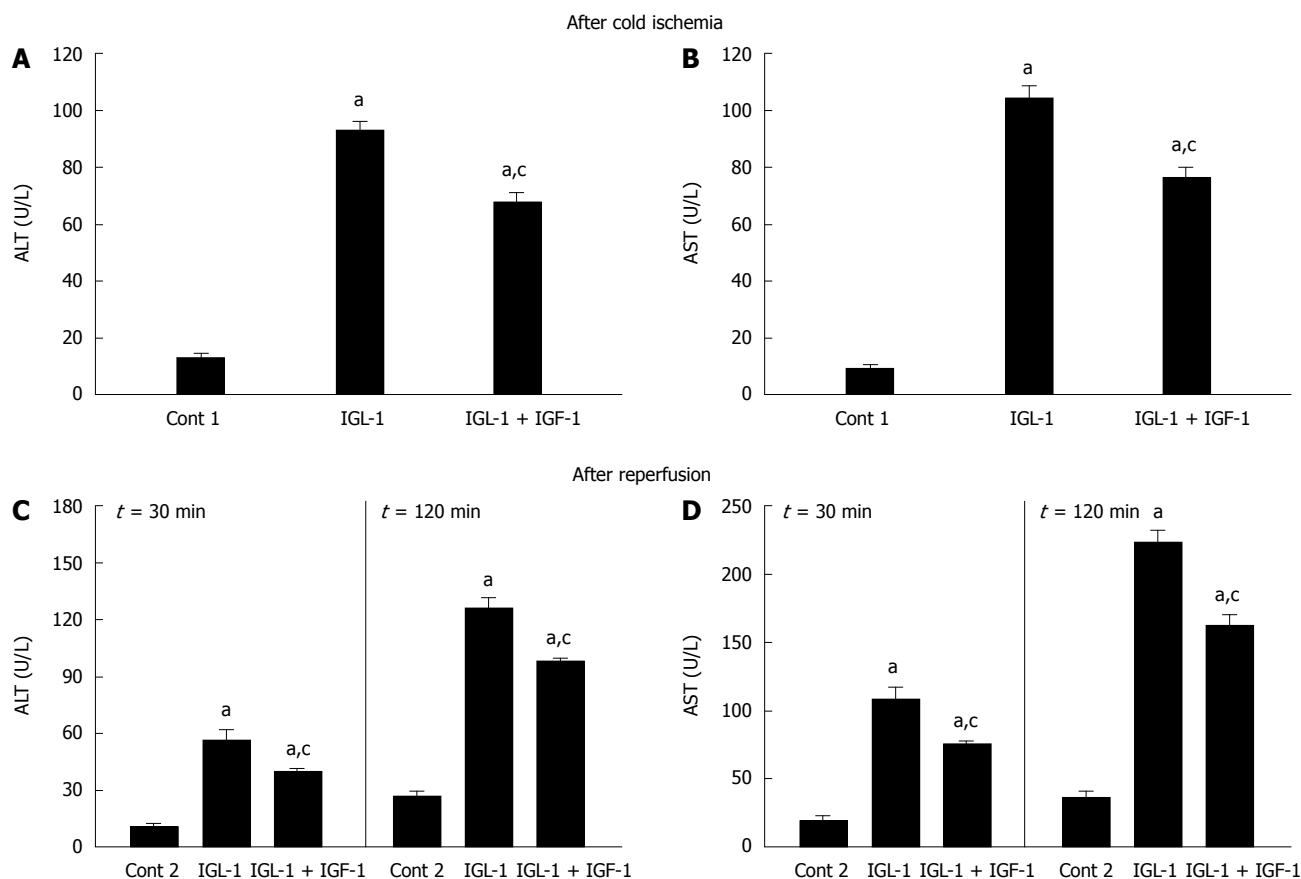 After cold ischemia
A
120
100
80
60
40
20
0
ALT (U/L)
a
a,c
Cont 1 IGL-1 IGL-1 + IGF-1
B
120
100
80
60
40
20
0
AST (U/L)
a
a,c
Cont 1 IGL-1 IGL-1 + IGF-1
After reperfusion
C
180
150
120
90
60
30
0
ALT (U/L)
t = 30 min
a
a,c
t = 120 min
a
a,c
Cont 2 IGL-1 IGL-1 + IGF-1 Cont 2 IGL-1 IGL-1 + IGF-1
D
250
200
150
100
50
0
AST (U/L)
t = 30 min
a
a,c
t = 120 min
a
a,c
Cont 2 IGL-1 IGL-1 + IGF-1 Cont 2 IGL-1 IGL-1 + IGF-1